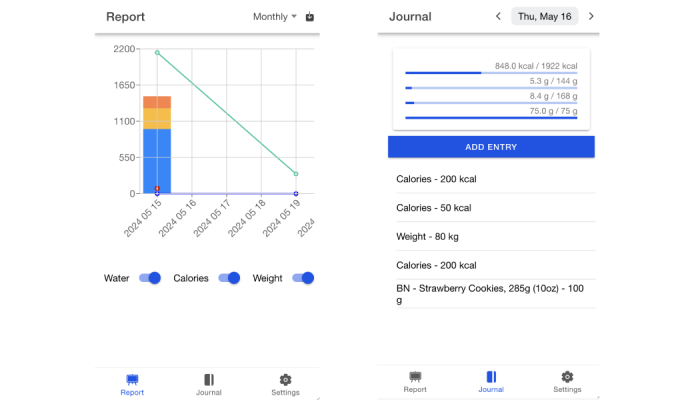 Report
Monthly
2200
1650
1100
550
0
2024 05 15
2024 05 16
2024 05 17
2024 05 18
2024 05 19
2024
Water
Calories
Weight
Report
Journal
Settings
Journal
Thu, May 16
848.0 kcal / 1922 kcal
5.3 g / 144 g
8.4 g / 168 g
75.0 g / 75 g
ADD ENTRY
Calories - 200 kcal
Calories - 50 kcal
Weight - 80 kg
Calories - 200 kcal
BN - Strawberry Cookies, 285g (10oz) - 100
g
Report
Journal
Settings